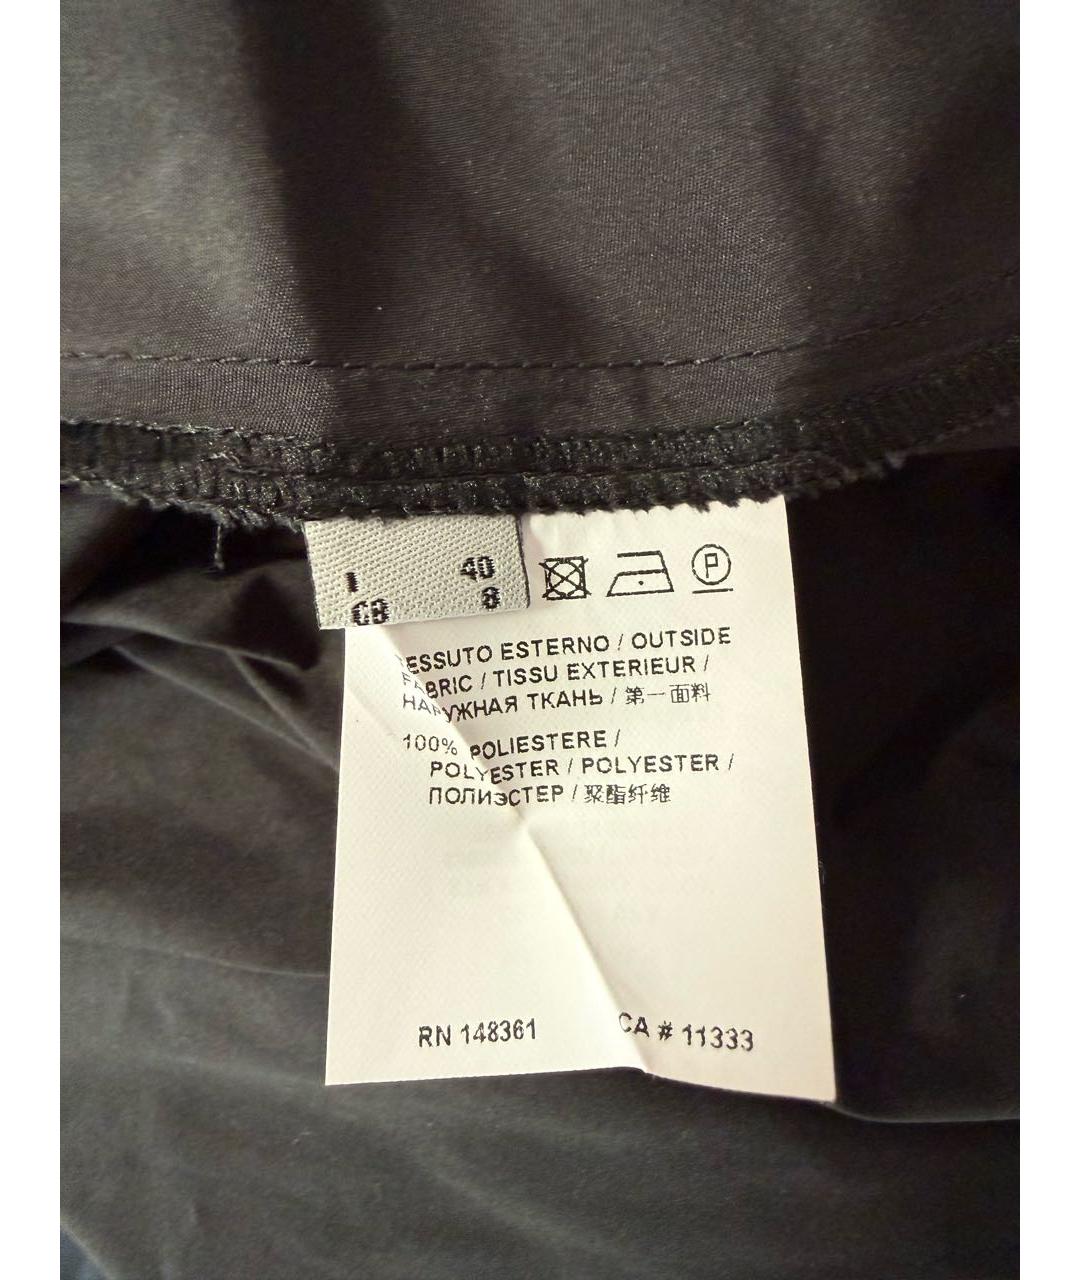 I 40
GB 8
P
TESSUTO ESTERNO / OUTSIDE
FABRIC / TISSU EXTERIEUR /
НАРУЖНАЯ ТКАНЬ / 第一面料
100% POLIESTERE /
POLYESTER / POLYESTER /
ПОЛИЭСТЕР / 聚酯纤维
RN 148361 CA # 11333